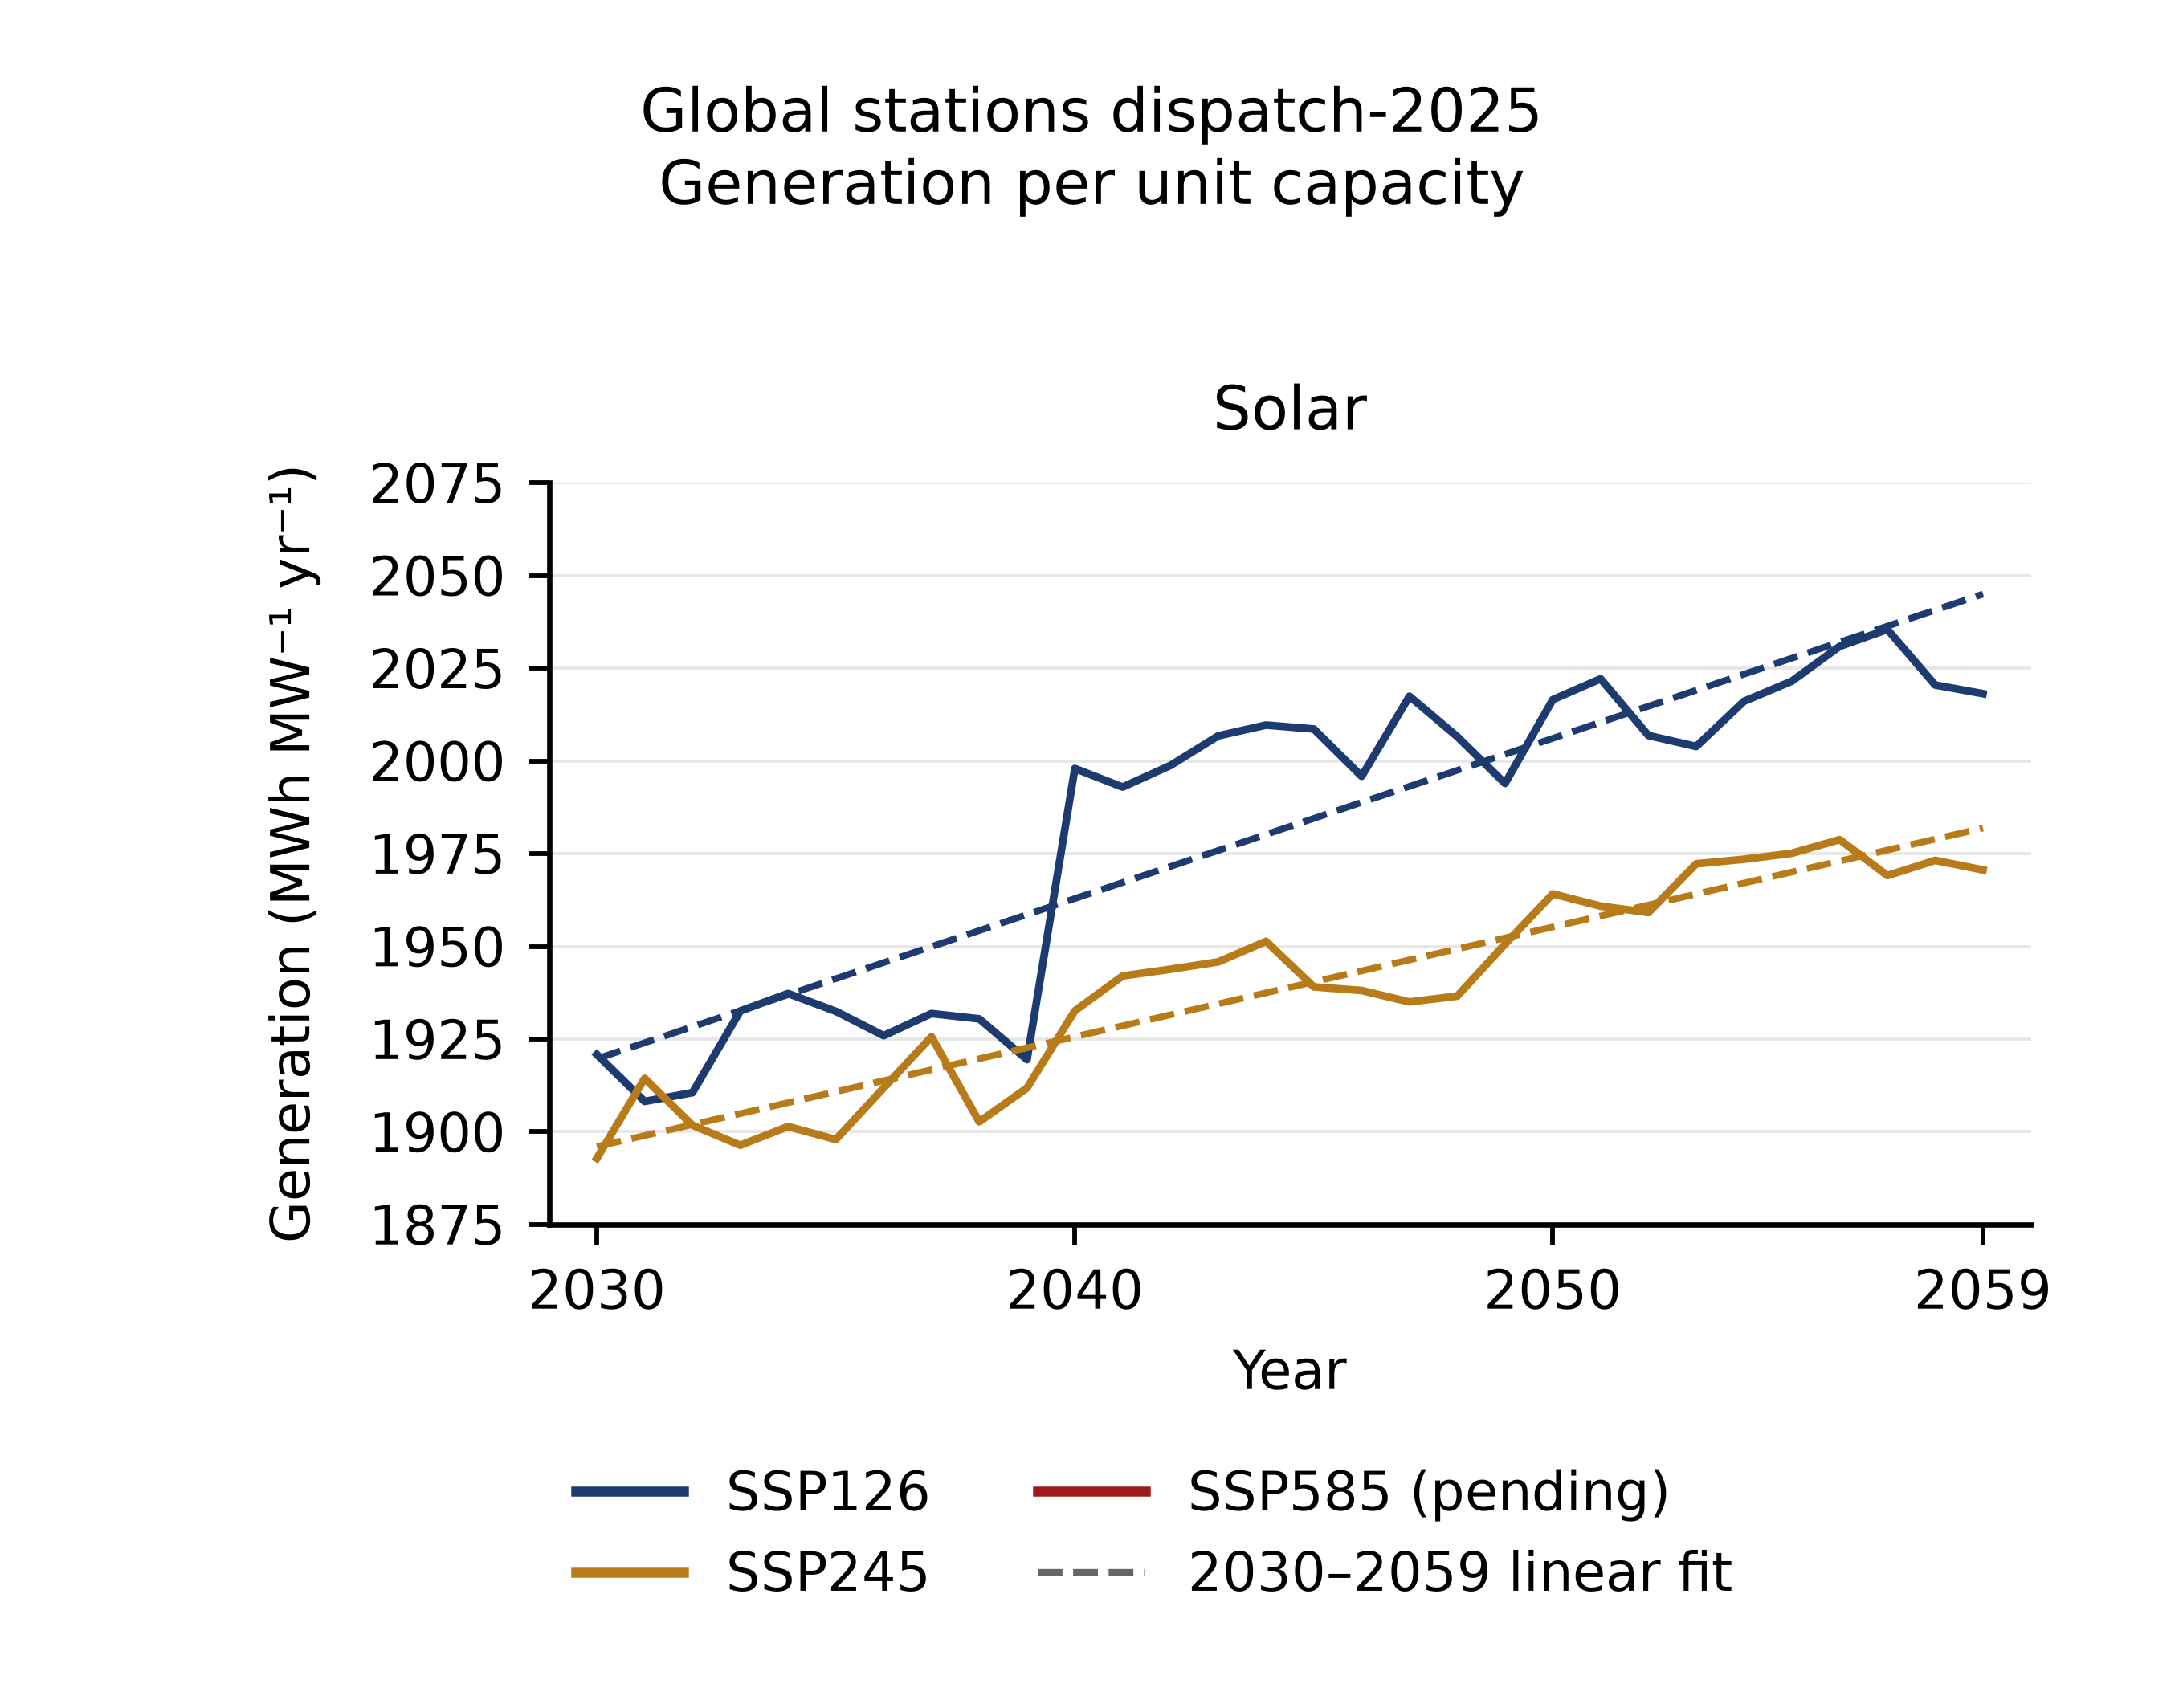 Global stations dispatch-2025
Generation per unit capacity
Solar
Generation (MWh MW⁻¹ yr⁻¹)
2075
2050
2025
2000
1975
1950
1925
1900
1875
2030 2040 2050 2059
Year
SSP126
SSP245
SSP585 (pending)
2030–2059 linear fit